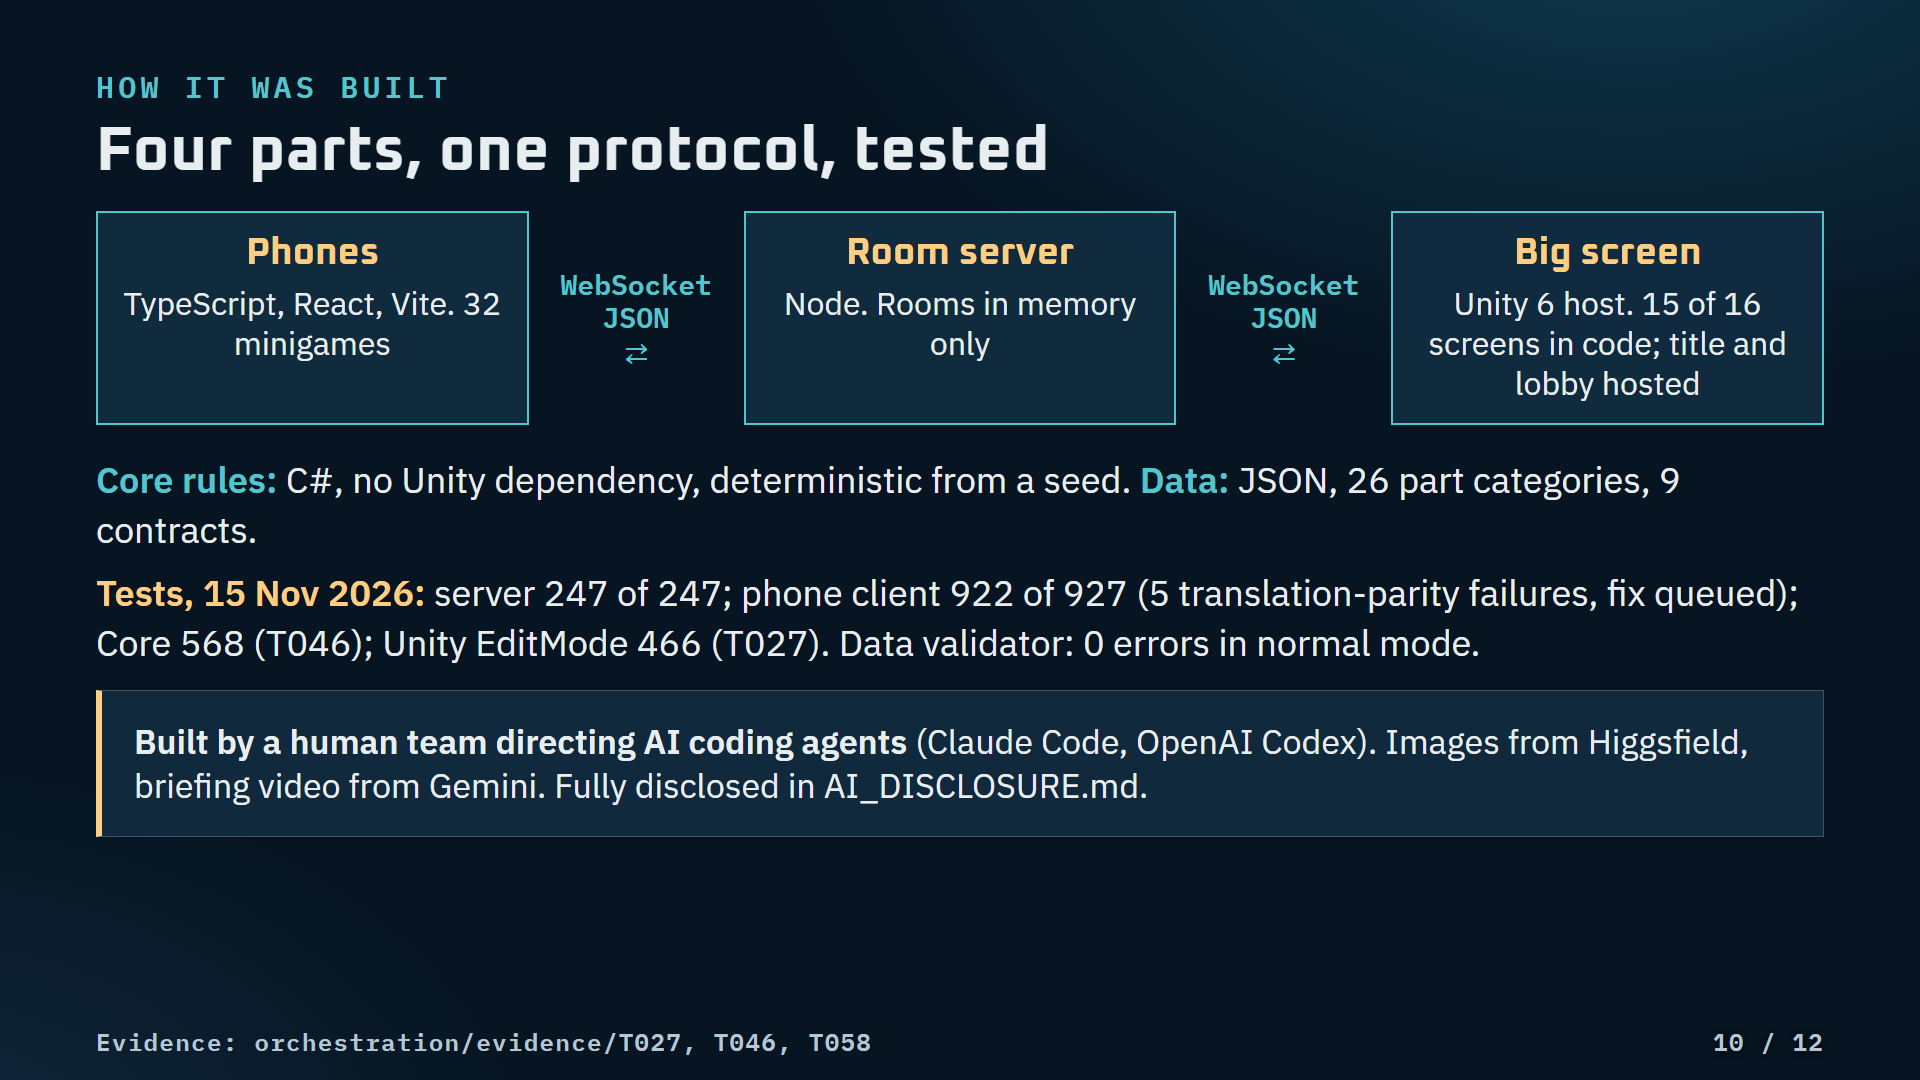 HOW IT WAS BUILT
Four parts, one protocol, tested
Phones
TypeScript, React, Vite. 32
minigames
WebSocket
JSON
⇄
Room server
Node. Rooms in memory
only
WebSocket
JSON
⇄
Big screen
Unity 6 host. 15 of 16
screens in code; title and
lobby hosted
Core rules: C#, no Unity dependency, deterministic from a seed. Data: JSON, 26 part categories, 9
contracts.
Tests, 15 Nov 2026: server 247 of 247; phone client 922 of 927 (5 translation-parity failures, fix queued);
Core 568 (T046); Unity EditMode 466 (T027). Data validator: 0 errors in normal mode.
Built by a human team directing AI coding agents (Claude Code, OpenAI Codex). Images from Higgsfield,
briefing video from Gemini. Fully disclosed in AI_DISCLOSURE.md.
Evidence: orchestration/evidence/T027, T046, T058
10 / 12